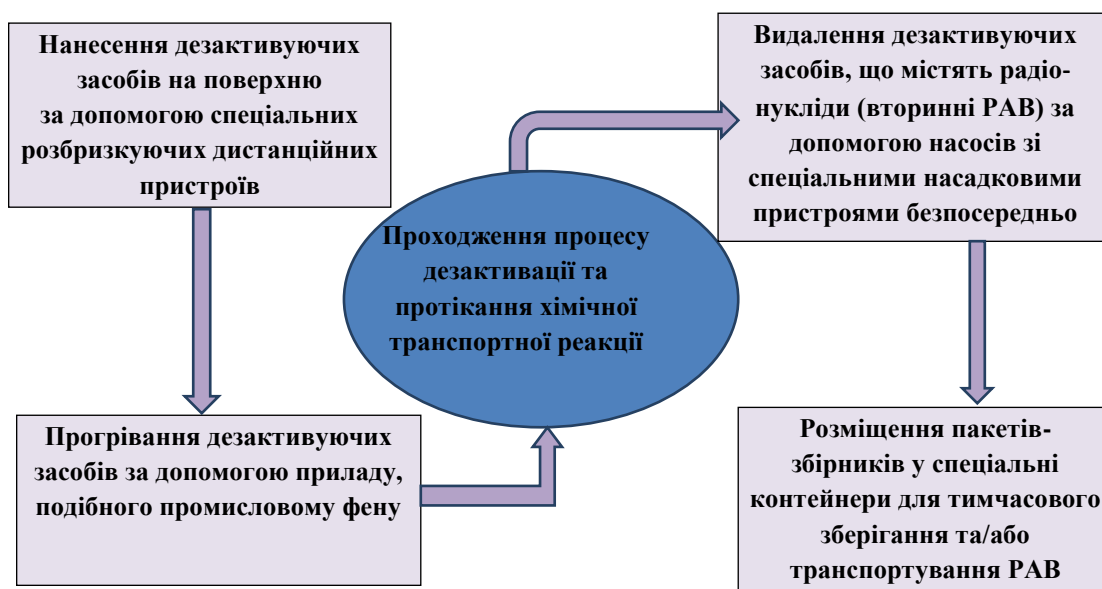 Нанесення дезактивуючих
засобів на поверхню
за допомогою спеціальних
розбризкуючих дистанційних
пристроїв
Прогрівання дезактивуючих
засобів за допомогою приладу,
подібного промисловому фену
Проходження процесу
дезактивації та
протікання хімічної
транспортної реакції
Видалення дезактивуючих
засобів, що містять радіо-
нукліди (вторинні РАВ) за
допомогою насосів зі
спеціальними насадковими
пристроями безпосередньо
Розміщення пакетів-
збірників у спеціальні
контейнери для тимчасового
зберігання та/або
транспортування РАВ